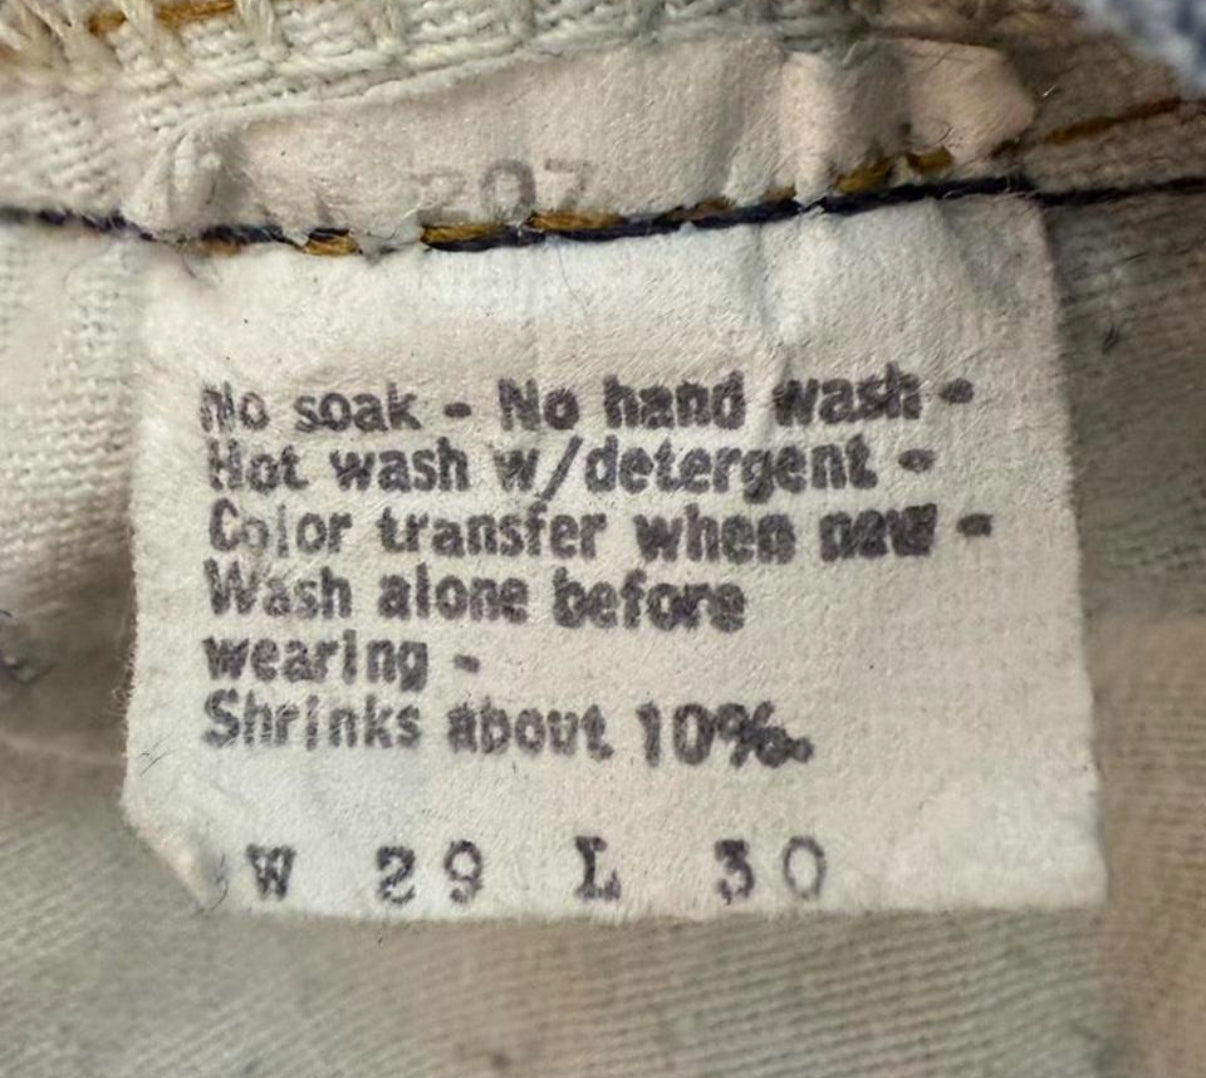 207
No soak - No hand wash -
Hot wash w/detergent -
Color transfer when new -
Wash alone before
wearing -
Shrinks about 10%.
W 29 L 30